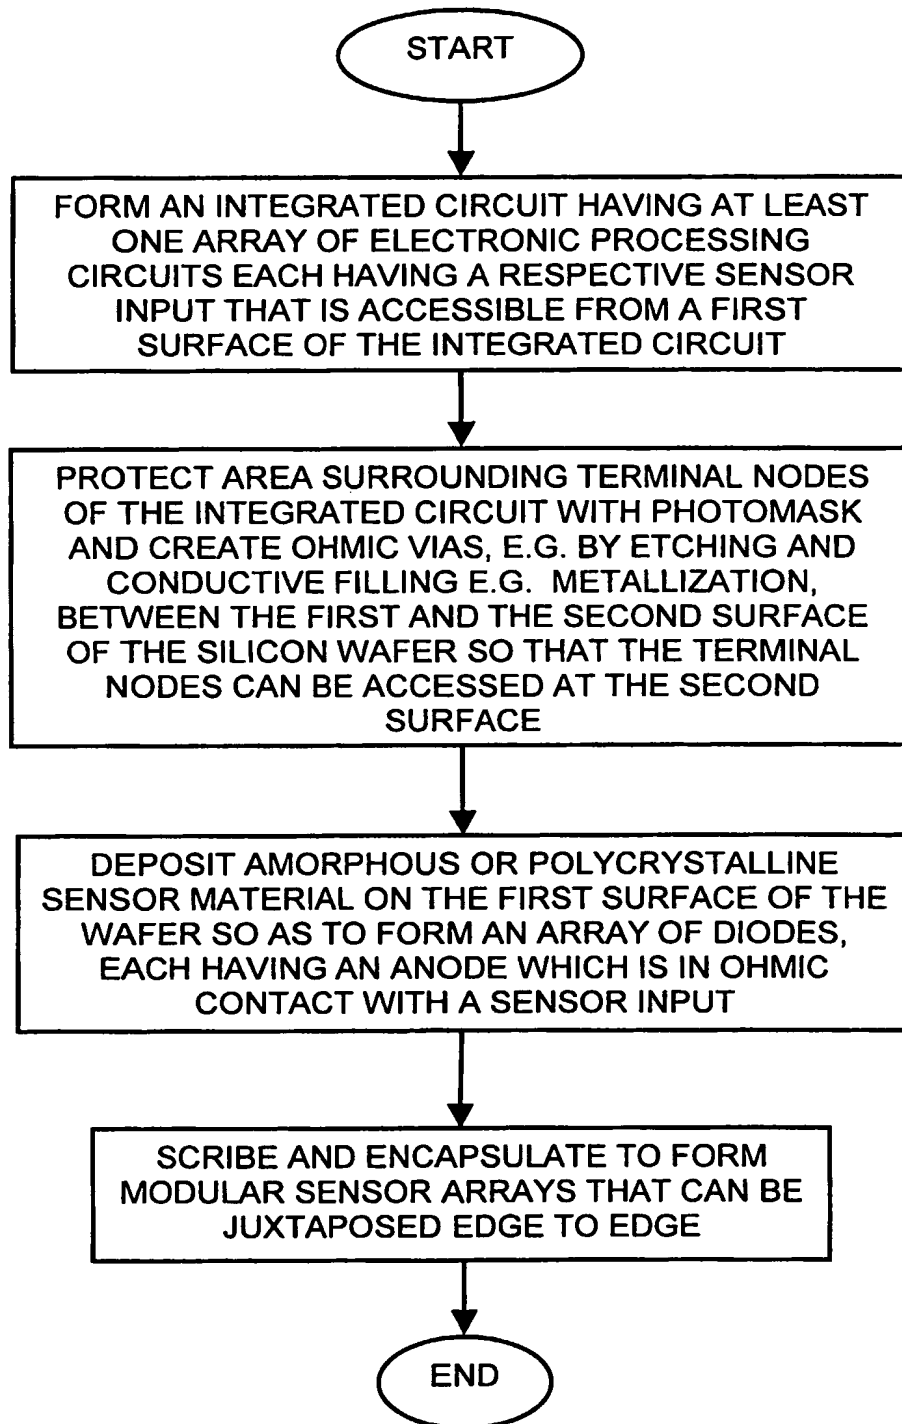 START
FORM AN INTEGRATED CIRCUIT HAVING AT LEAST
ONE ARRAY OF ELECTRONIC PROCESSING
CIRCUITS EACH HAVING A RESPECTIVE SENSOR
INPUT THAT IS ACCESSIBLE FROM A FIRST
SURFACE OF THE INTEGRATED CIRCUIT
PROTECT AREA SURROUNDING TERMINAL NODES
OF THE INTEGRATED CIRCUIT WITH PHOTOMASK
AND CREATE OHMIC VIAS, E.G. BY ETCHING AND
CONDUCTIVE FILLING E.G. METALLIZATION,
BETWEEN THE FIRST AND THE SECOND SURFACE
OF THE SILICON WAFER SO THAT THE TERMINAL
NODES CAN BE ACCESSED AT THE SECOND
SURFACE
DEPOSIT AMORPHOUS OR POLYCRYSTALLINE
SENSOR MATERIAL ON THE FIRST SURFACE OF THE
WAFER SO AS TO FORM AN ARRAY OF DIODES,
EACH HAVING AN ANODE WHICH IS IN OHMIC
CONTACT WITH A SENSOR INPUT
SCRIBE AND ENCAPSULATE TO FORM
MODULAR SENSOR ARRAYS THAT CAN BE
JUXTAPOSED EDGE TO EDGE
END